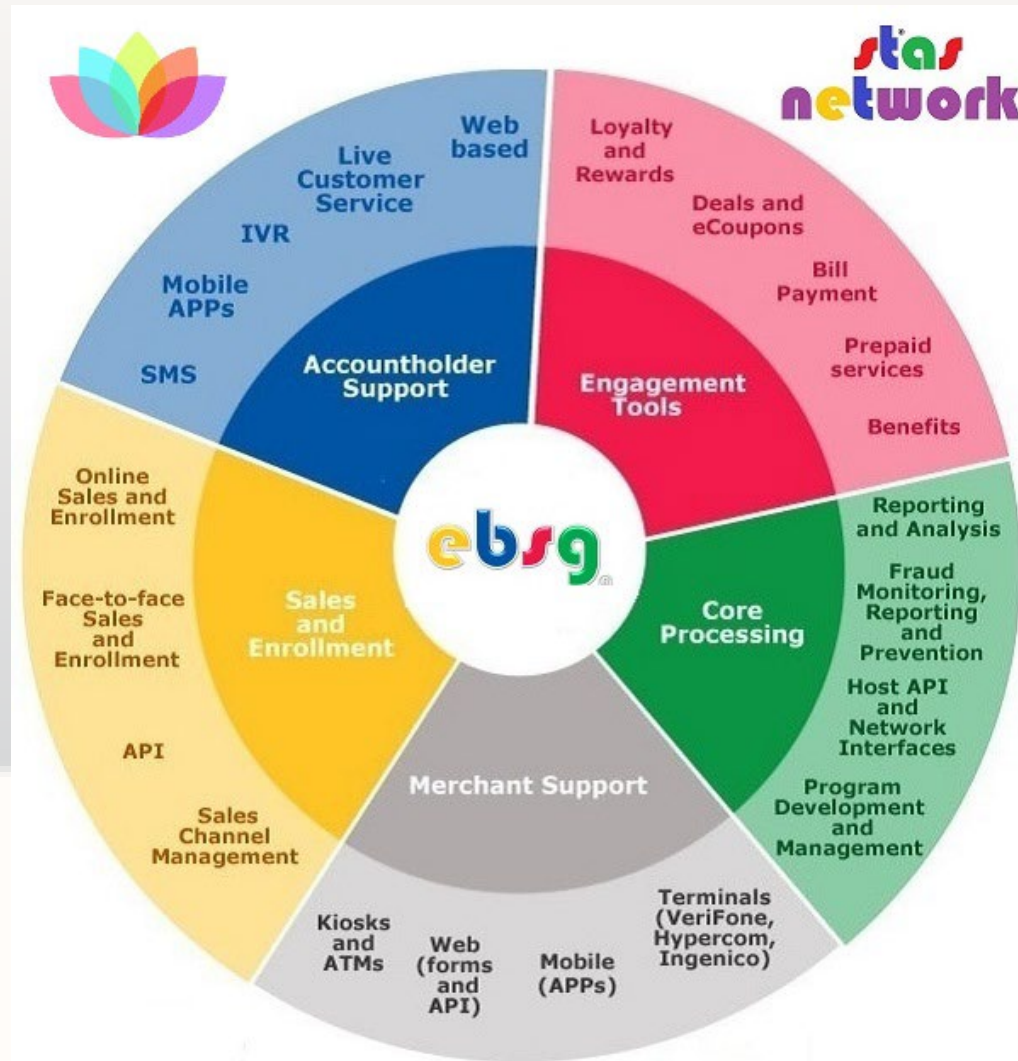 stas
network
Web
based
Live
Customer
Service
IVR
Mobile
APPs
SMS
Accountholder
Support
Loyalty
and
Rewards
Deals and
eCoupons
Bill
Payment
Prepaid
services
Benefits
Engagement
Tools
ebsg
Online
Sales and
Enrollment
Face-to-face
Sales
and
Enrollment
API
Sales
Channel
Management
Sales
and
Enrollment
Core
Processing
Reporting
and Analysis
Fraud
Monitoring,
Reporting
and
Prevention
Host API
and
Network
Interfaces
Program
Development
and
Management
Merchant Support
Kiosks
and
ATMs
Web
(forms
and
API)
Mobile
(APPs)
Terminals
(VeriFone,
Hypercom,
Ingenico)